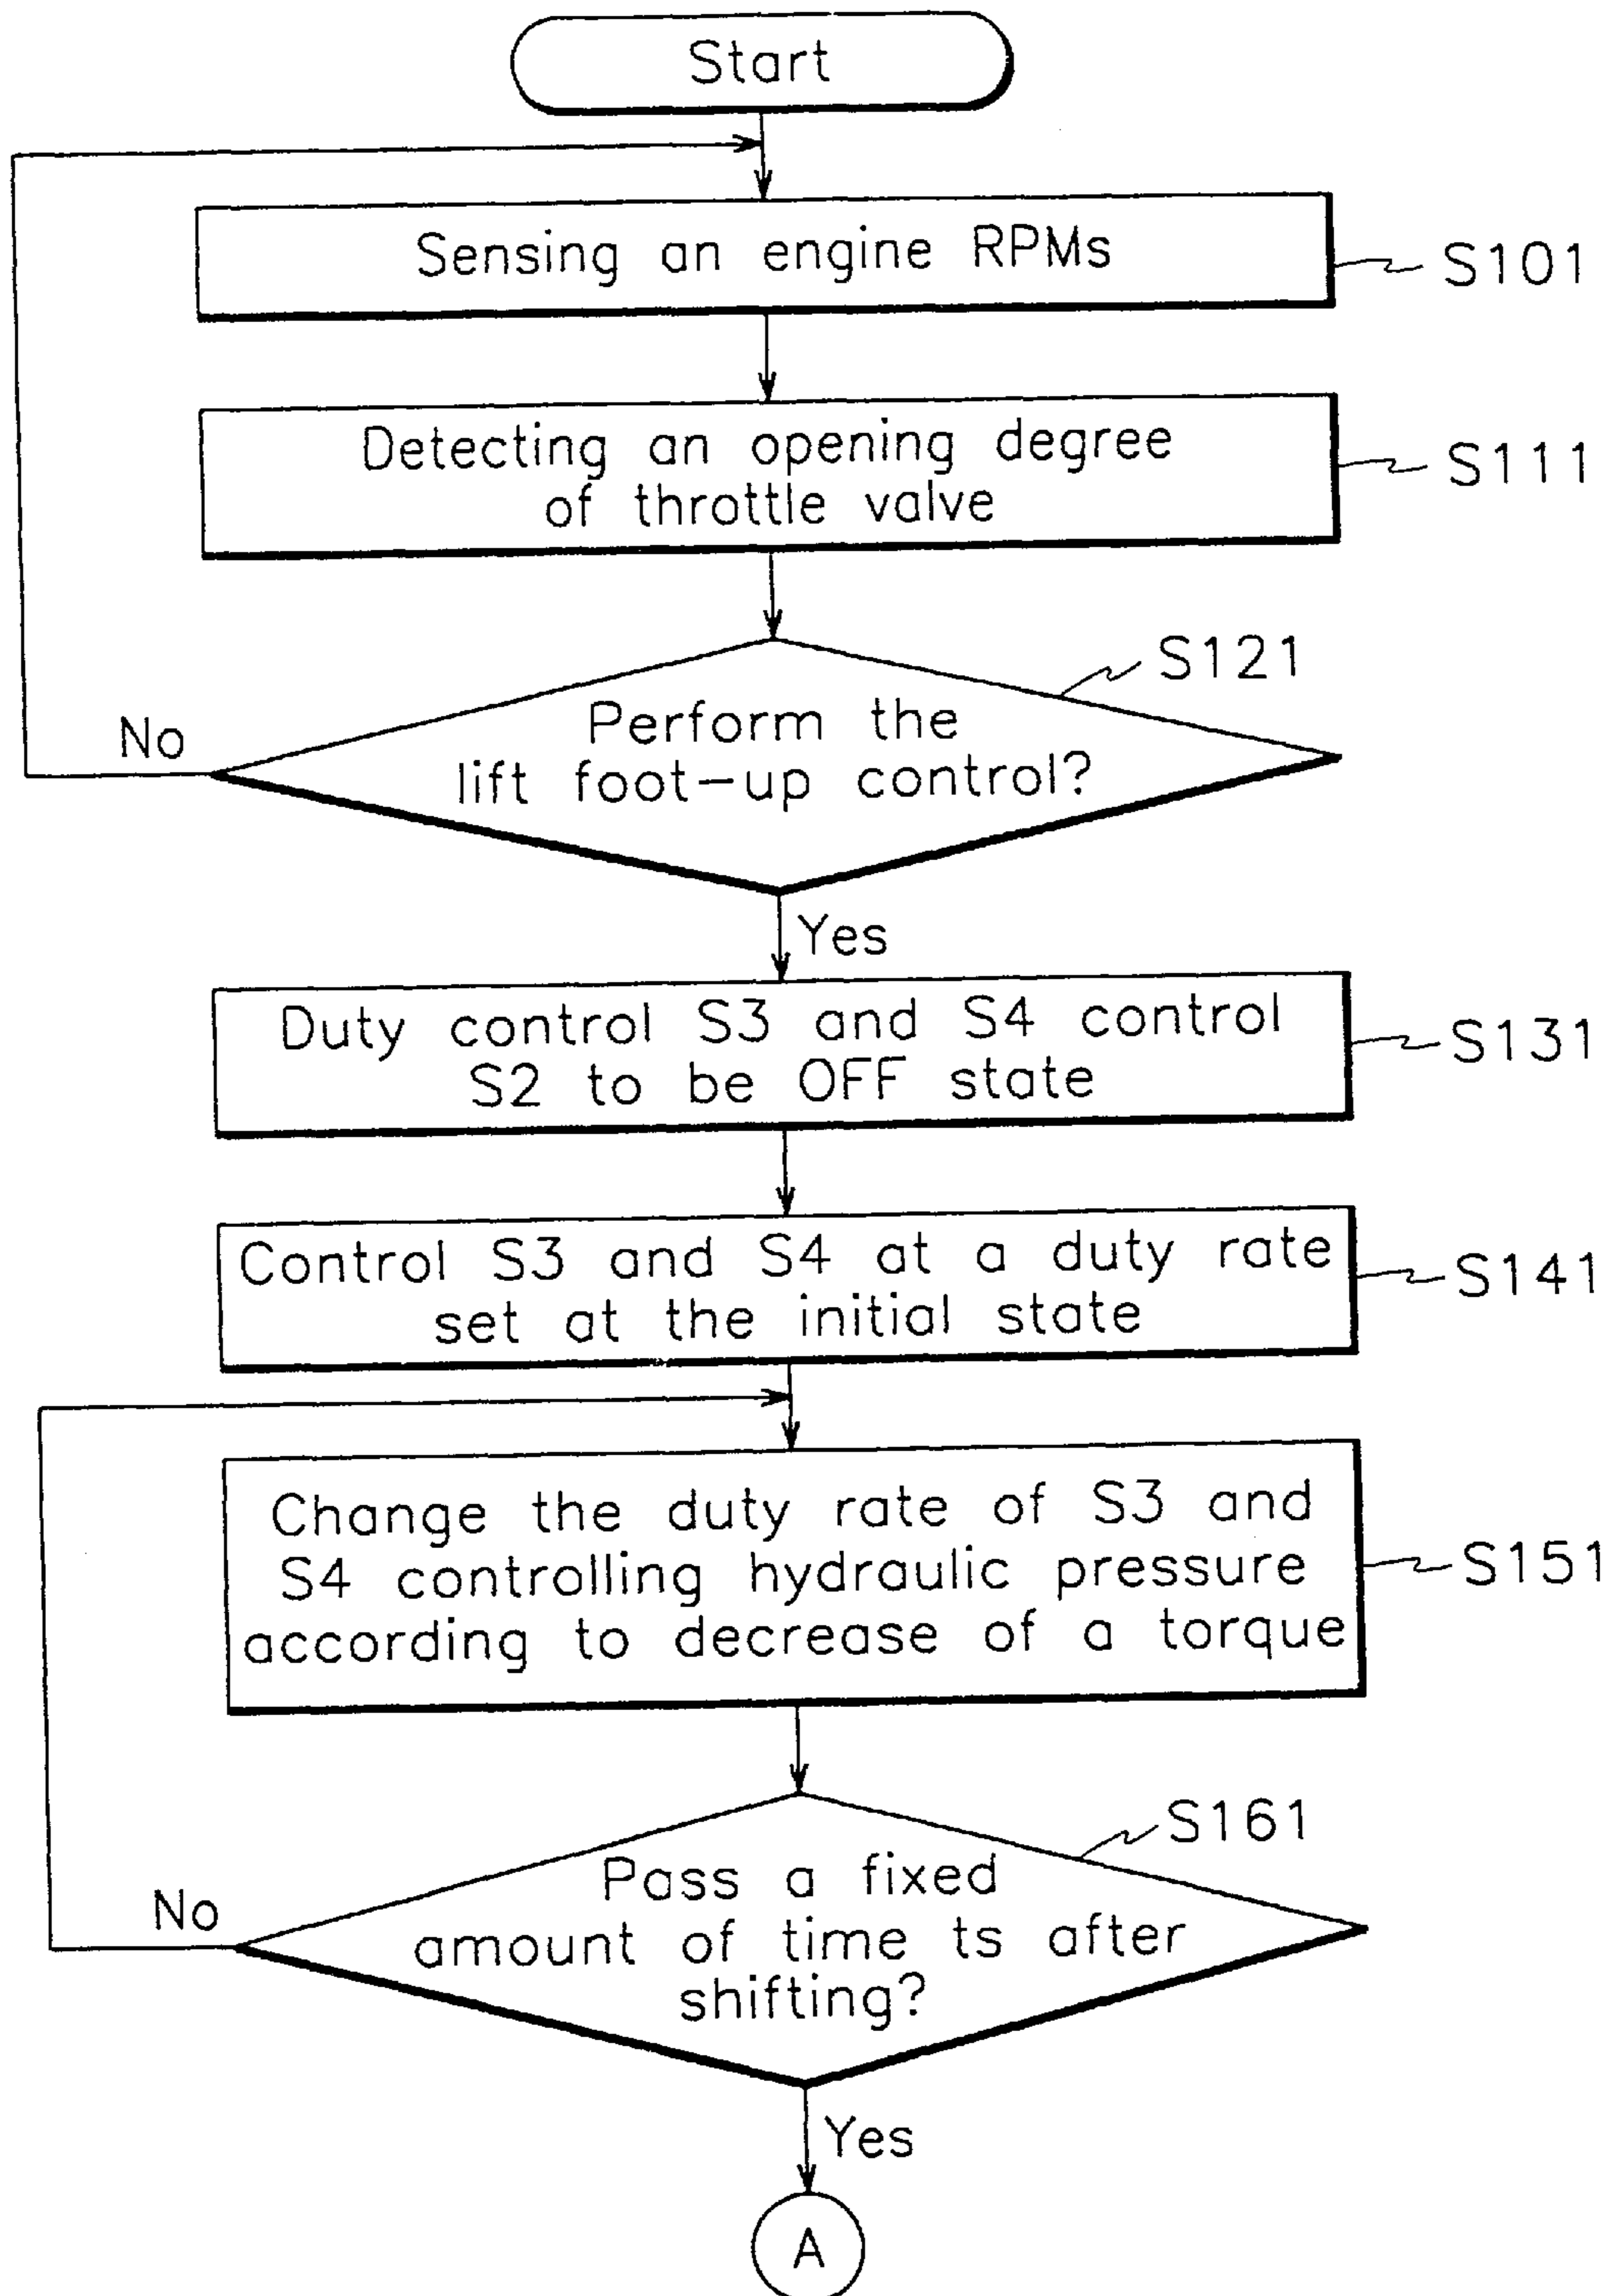 Start
Sensing an engine RPMs
S101
Detecting an opening degree
of throttle valve
S111
S121
Perform the
lift foot-up control?
No
Yes
Duty control S3 and S4 control
S2 to be OFF state
S131
Control S3 and S4 at a duty rate
set at the initial state
S141
Change the duty rate of S3 and
S4 controlling hydraulic pressure
according to decrease of a torque
S151
S161
Pass a fixed
amount of time ts after
shifting?
No
Yes
A